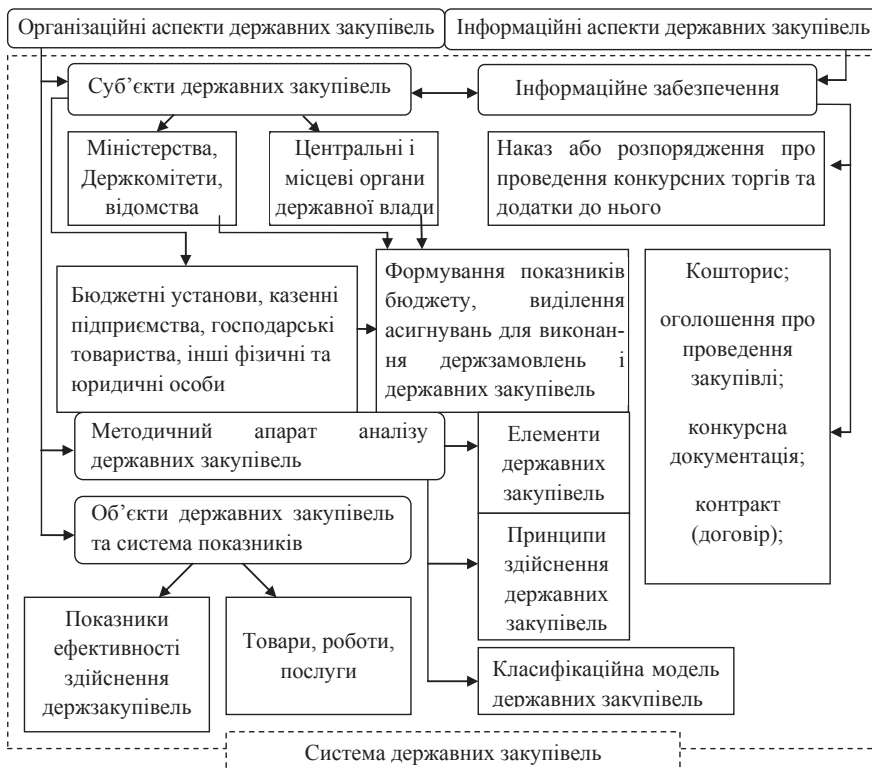 Організаційні аспекти державних закупівель
Інформаційні аспекти державних закупівель
Суб’єкти державних закупівель
Інформаційне забезпечення
Міністерства,
Держкомітети,
відомства
Центральні і
місцеві органи
державної влади
Наказ або розпорядження про
проведення конкурсних торгів та
додатки до нього
Бюджетні установи, казенні
підприємства, господарські
товариства, інші фізичні та
юридичні особи
Формування показників
бюджету, виділення
асигнувань для виконан-
ня держзамовлень і
державних закупівель
Кошторис;
оголошення про
проведення
закупівлі;
конкурсна
документація;
контракт
(договір);
Методичний апарат аналізу
державних закупівель
Елементи
державних
закупівель
Об’єкти державних закупівель
та система показників
Принципи
здійснення
державних
закупівель
Показники
ефективності
здійснення
держзакупівель
Товари, роботи,
послуги
Класифікаційна модель
державних закупівель
Система державних закупівель